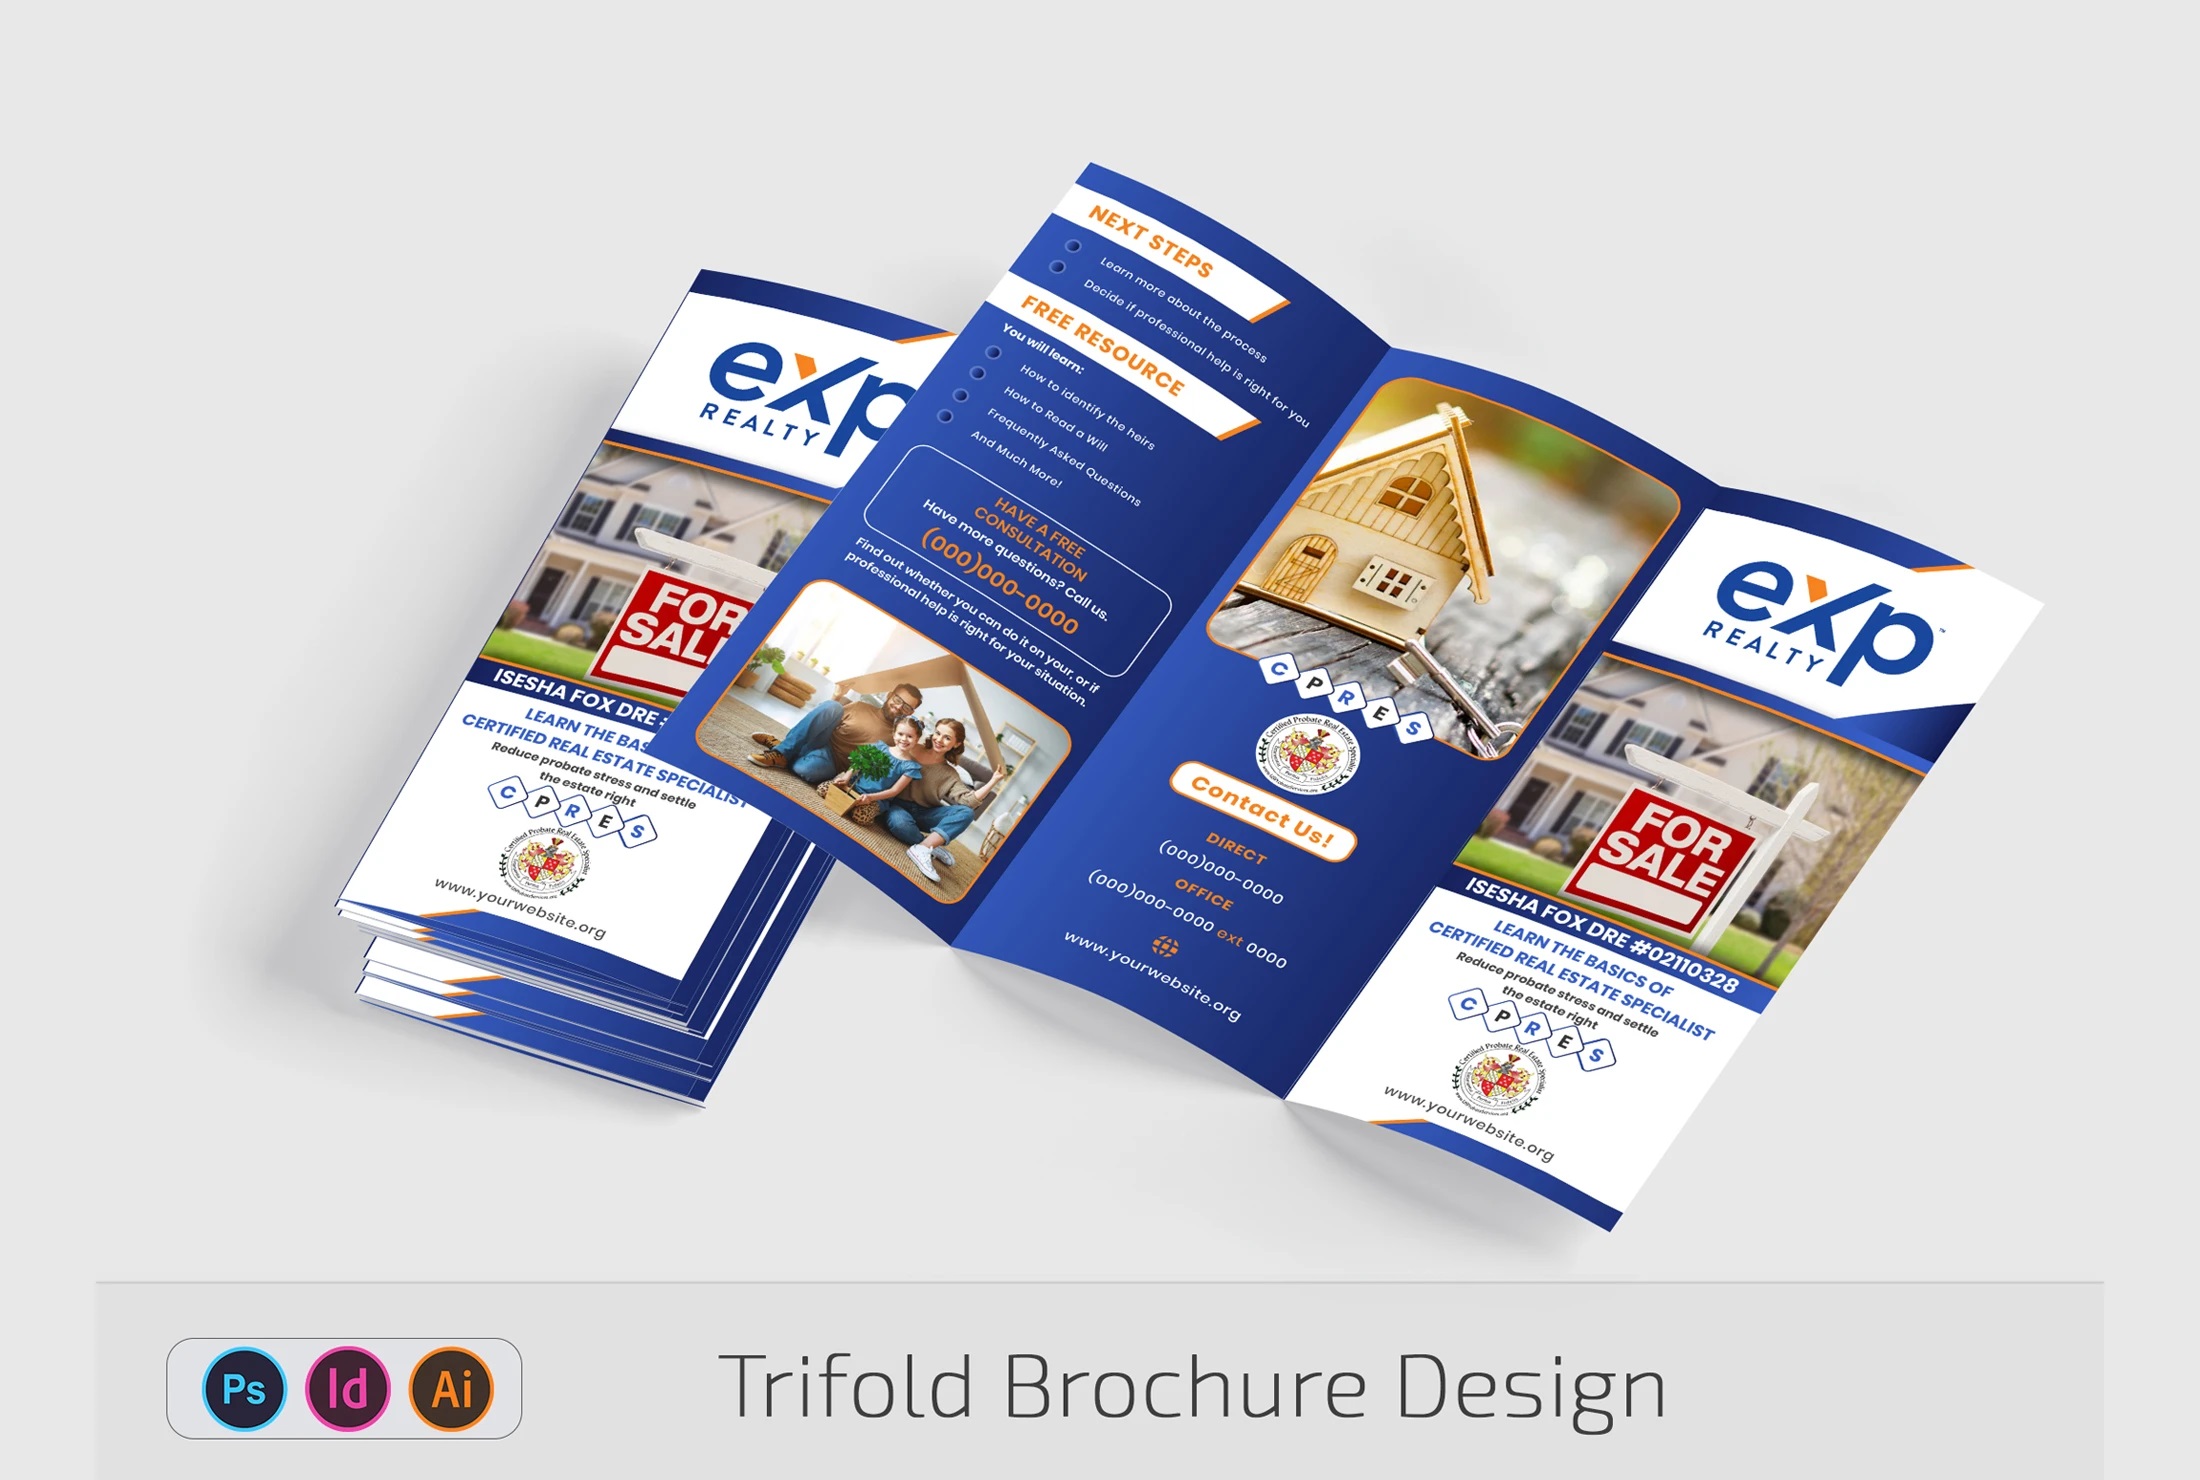 exp
REALTY
FOR
SALE
ISESHA FOX DRE
LEARN THE BAS
CERTIFIED REAL ESTATE SPECIALIST
Reduce probate stress and settle
the estate right
C P R E S
Certified Probate Real Estate Specialist
www.yourwebsite.org
NEXT STEPS
Learn more about the process
Decide if professional help is right for you
FREE RESOURCE
You will learn:
How to identify the heirs
How to Read a Will
Frequently Asked Questions
And Much More!
HAVE A FREE
CONSULTATION
Have more questions? Call us.
(000)000-000
Find out whether you can do it on your, or if
professional help is right for your situation.
C P R E S
Certified Probate Real Estate Specialist
Contact Us!
DIRECT
(000)000-0000
OFFICE
(000)000-0000 ext 0000
www.yourwebsite.org
exp™
REALTY
FOR
SALE
ISESHA FOX DRE #02110328
LEARN THE BASICS OF
CERTIFIED REAL ESTATE SPECIALIST
Reduce probate stress and settle
the estate right
C P R E S
Certified Probate Real Estate Specialist
www.yourwebsite.org
Ps Id Ai
Trifold Brochure Design